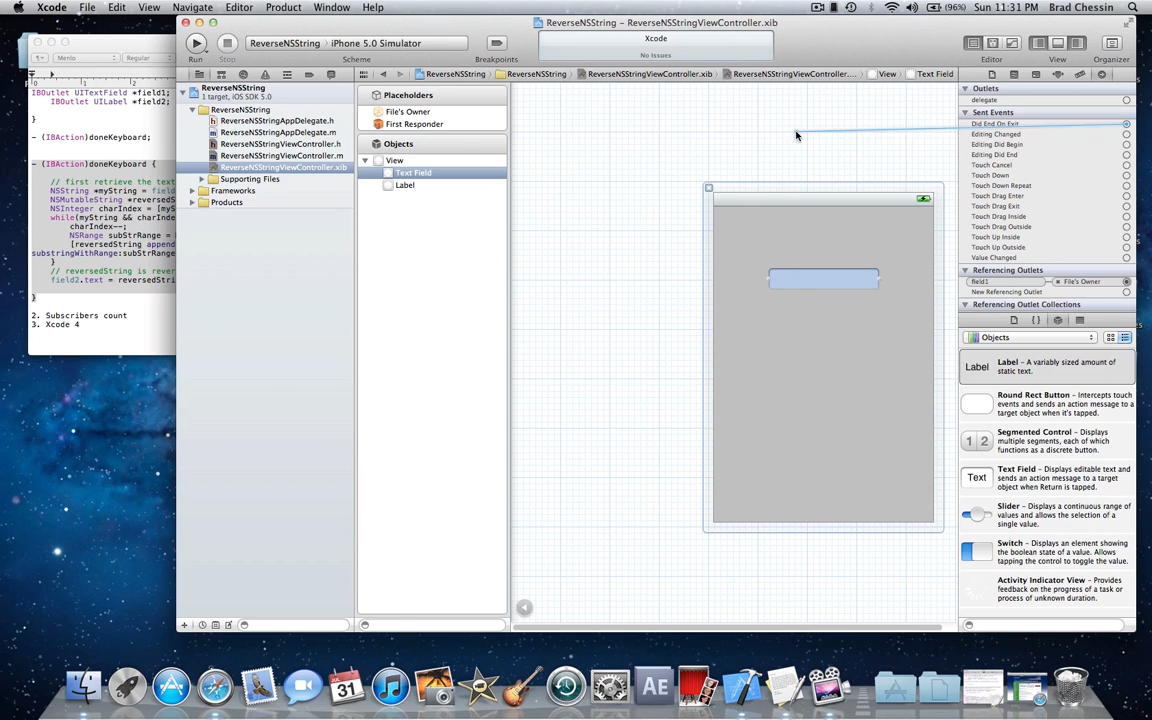 Xcode File Edit View Navigate Editor Product Window Help
(96%) Sun 11:31 PM Brad Chessin
ReverseNSString – ReverseNSStringViewController.xib
Run Stop
ReverseNSString iPhone 5.0 Simulator
Scheme
Breakpoints
Xcode
No Issues
Editor View Organizer
ReverseNSString ReverseNSString ReverseNSStringViewController.xib ReverseNSStringViewController.... View Text Field
Menlo Regular
0 1 2
IBOutlet UITextField *field1;
IBOutlet UILabel *field2;
}
- (IBAction)doneKeyboard;
- (IBAction)doneKeyboard {
// first retrieve the text
NSString *myString = field
NSMutableString *reversedS
NSInteger charIndex = [my
while(myString && charInde
charIndex--;
NSRange subStrRange =
[reversedString append
substringWithRange:subStrRange
}
// reversedString is rever
field2.text = reversedStri
}
2. Subscribers count
3. Xcode 4
ReverseNSString
1 target, iOS SDK 5.0
ReverseNSString
ReverseNSStringAppDelegate.h
ReverseNSStringAppDelegate.m
ReverseNSStringViewController.h
ReverseNSStringViewController.m
ReverseNSStringViewController.xib
Supporting Files
Frameworks
Products
Placeholders
File's Owner
First Responder
Objects
View
Text Field
Label
Outlets
delegate
Sent Events
Did End On Exit
Editing Changed
Editing Did Begin
Editing Did End
Touch Cancel
Touch Down
Touch Down Repeat
Touch Drag Enter
Touch Drag Exit
Touch Drag Inside
Touch Drag Outside
Touch Up Inside
Touch Up Outside
Value Changed
Referencing Outlets
field1 File's Owner
New Referencing Outlet
Referencing Outlet Collections
Objects
Label Label – A variably sized amount of
static text.
Round Rect Button – Intercepts touch
events and sends an action message to a
target object when it's tapped.
1 2 Segmented Control – Displays
multiple segments, each of which
functions as a discrete button.
Text Text Field – Displays editable text and
sends an action message to a target
object when Return is tapped.
Slider – Displays a continuous range of
values and allows the selection of a
single value.
Switch – Displays an element showing
the boolean state of a value. Allows
tapping the control to toggle the value.
Activity Indicator View – Provides
feedback on the progress of a task or
process of unknown duration.
31
AE